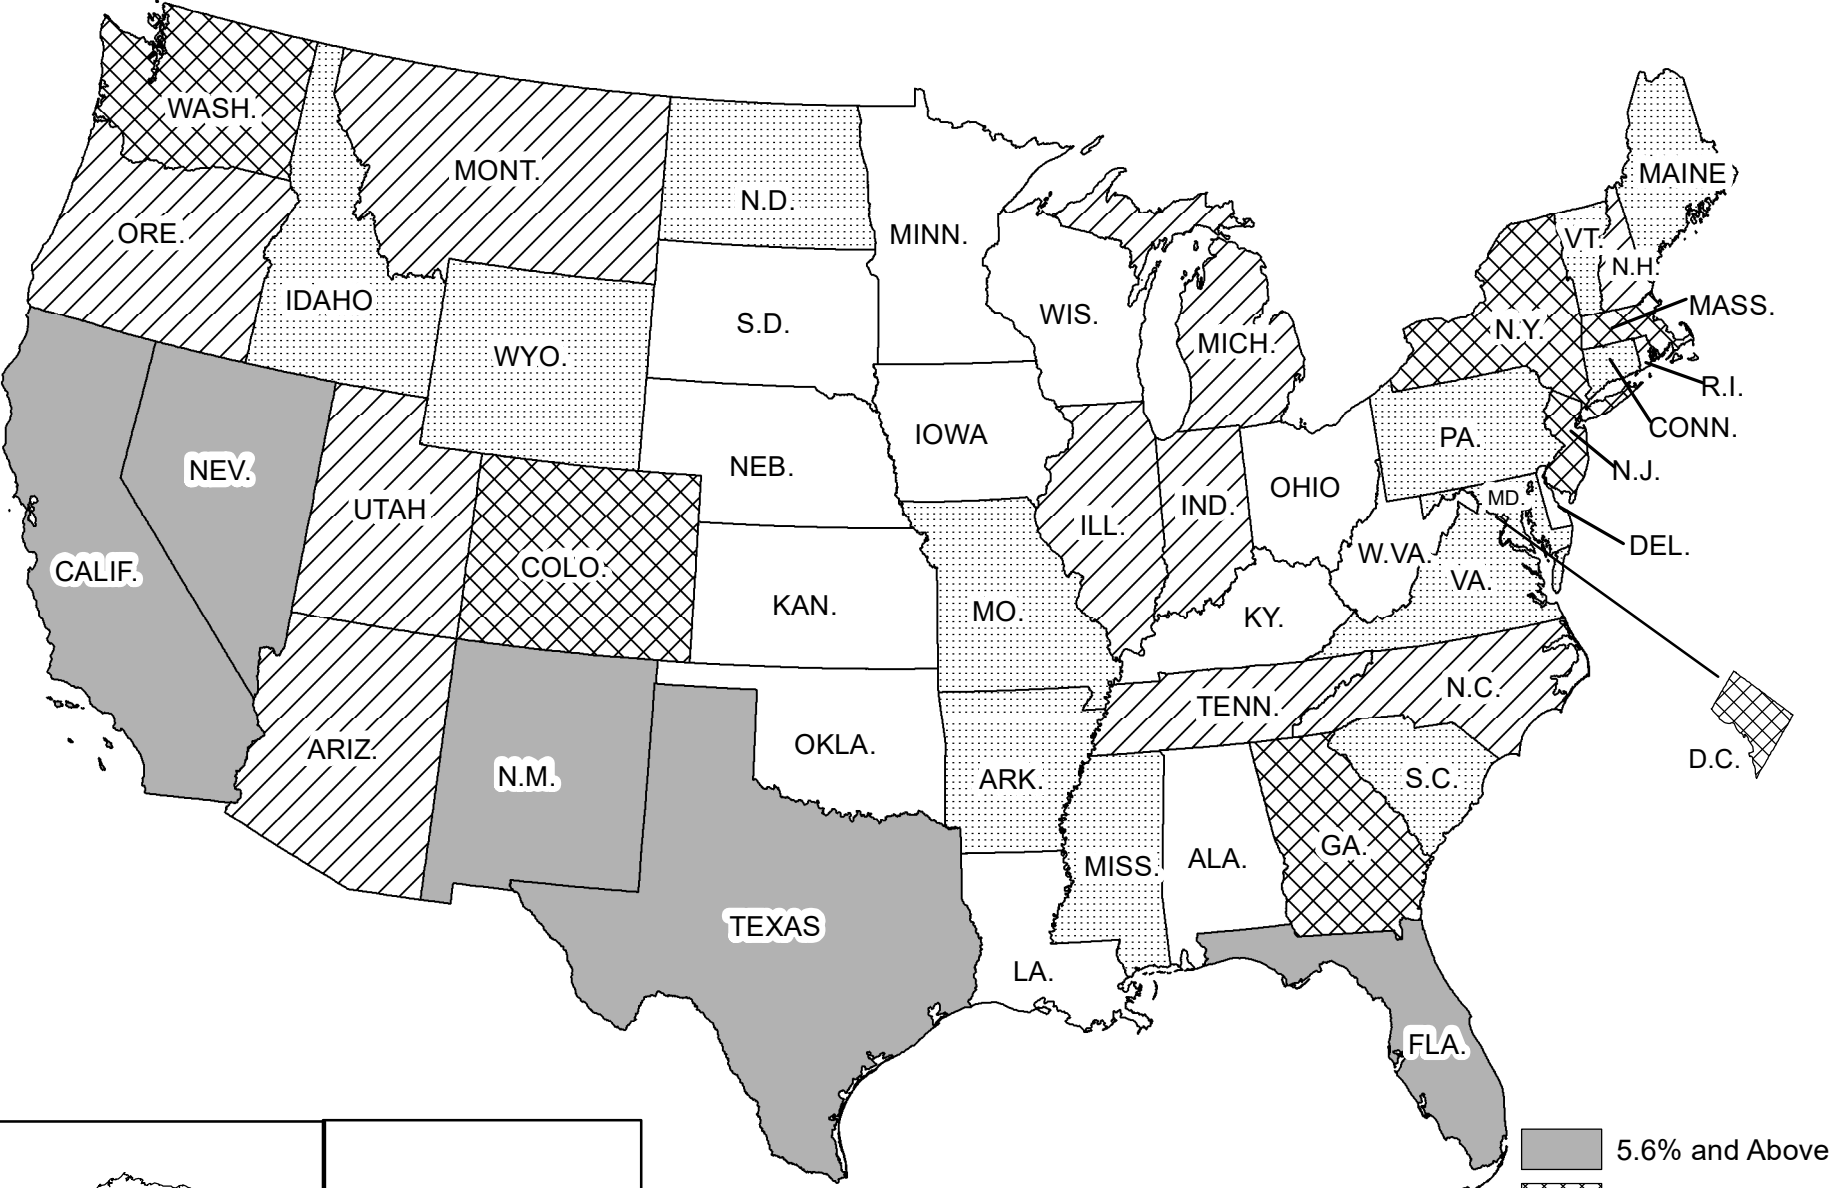 WASH.
MONT.
N.D.
MINN.
MAINE
ORE.
IDAHO
VT.
N.H.
WYO.
S.D.
WIS.
MICH.
N.Y.
MASS.
R.I.
CONN.
NEV.
UTAH
COLO.
NEB.
IOWA
ILL.
IND.
OHIO
PA.
N.J.
MD.
DEL.
CALIF.
KAN.
MO.
KY.
W.VA.
VA.
ARIZ.
N.M.
OKLA.
ARK.
TENN.
N.C.
S.C.
D.C.
TEXAS
LA.
MISS.
ALA.
GA.
FLA.
5.6% and Above